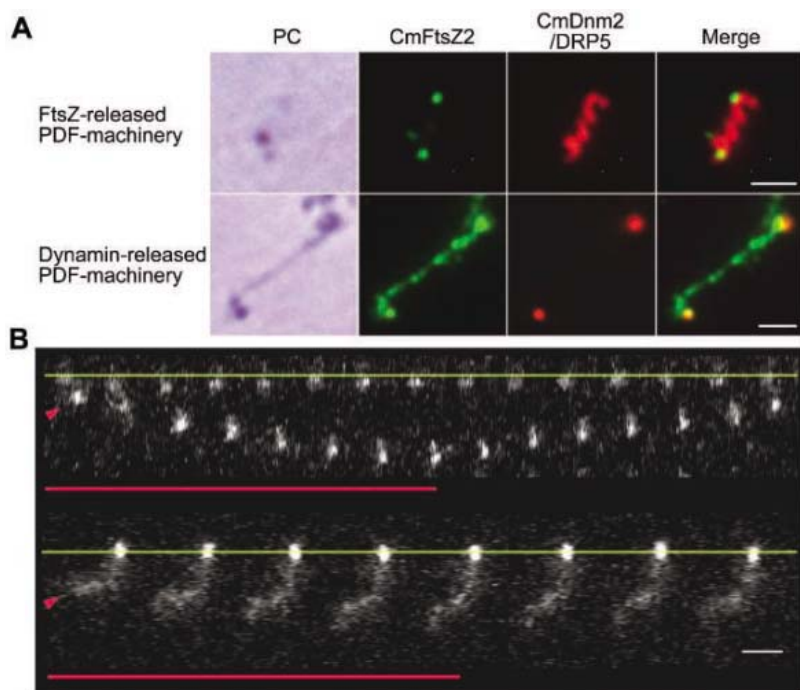 A
PC
CmFtsZ2
CmDnm2
/DRP5
Merge
FtsZ-released
PDF-machinery
Dynamin-released
PDF-machinery
B